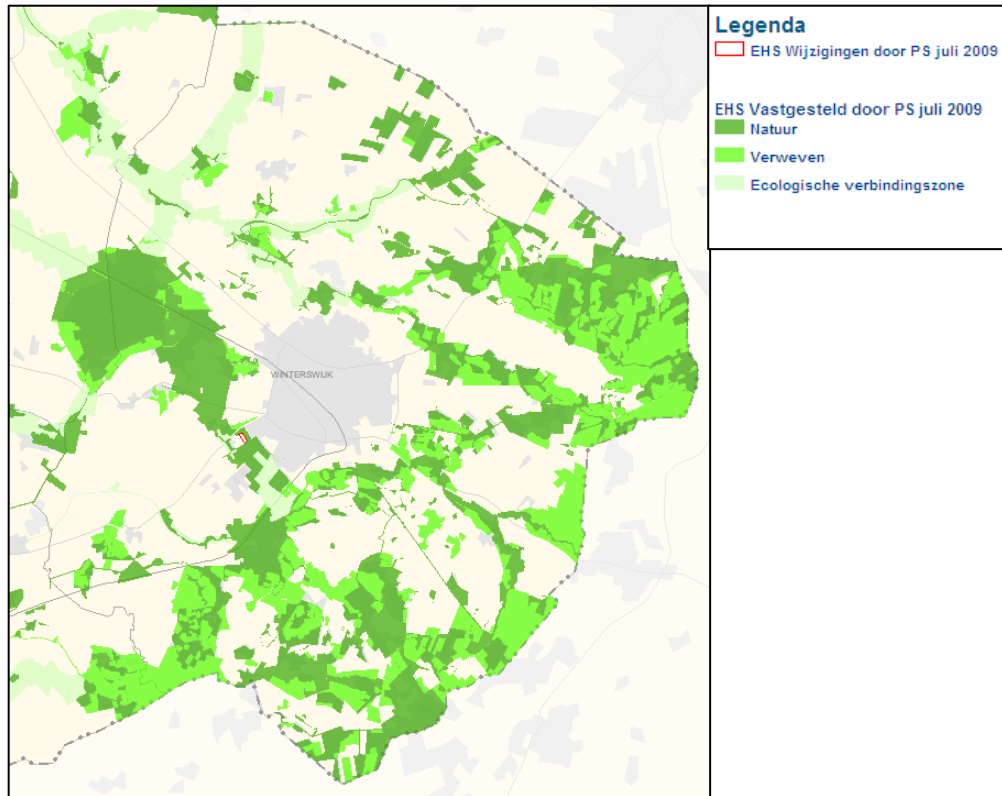 Legenda
EHS Wijzigingen door PS juli 2009
EHS Vastgesteld door PS juli 2009
Natuur
Verweven
Ecologische verbindingszone
WINTERSWIJK